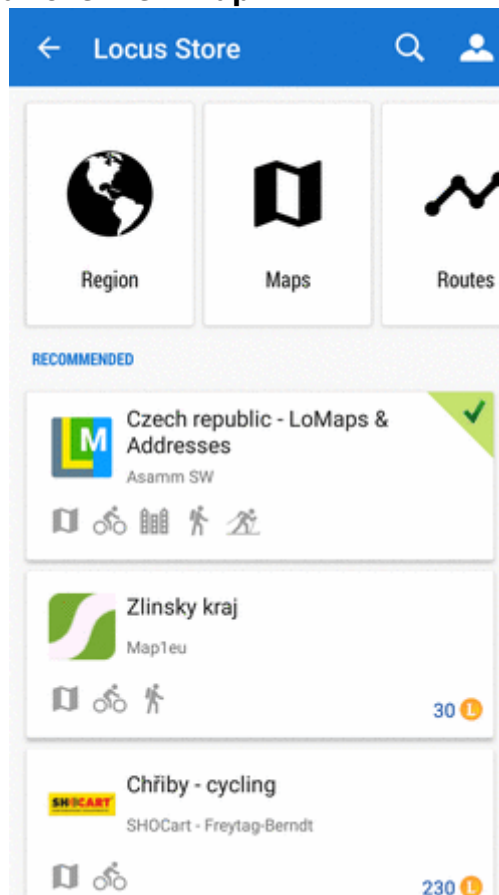 Locus Store
Region
Maps
Routes
RECOMMENDED
Czech republic - LoMaps &
Addresses
Asamm SW
Zlinsky kraj
Map1eu
30
Chřiby - cycling
SHOCart - Freytag-Berndt
SHOCART
230